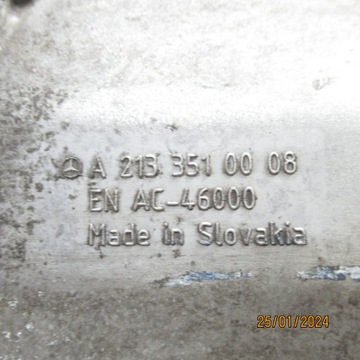 A 213 351 00 08
EN AC-46000
Made in Slovakia
25/01/2024